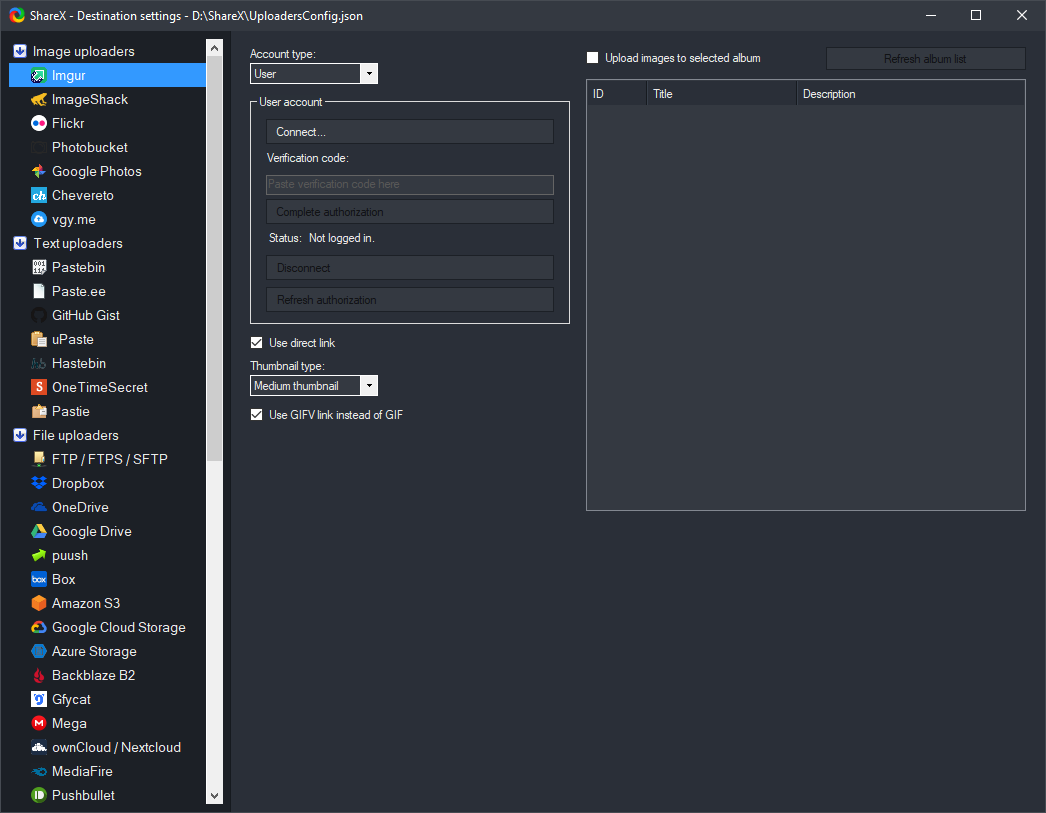 ShareX - Destination settings - D:\ShareX\UploadersConfig.json
Image uploaders
Imgur
ImageShack
Flickr
Photobucket
Google Photos
ch Chevereto
vgy.me
Text uploaders
Pastebin
Paste.ee
GitHub Gist
uPaste
Hastebin
S OneTimeSecret
Pastie
File uploaders
FTP / FTPS / SFTP
Dropbox
OneDrive
Google Drive
puush
box Box
Amazon S3
Google Cloud Storage
Azure Storage
Backblaze B2
Gfycat
M Mega
ownCloud / Nextcloud
MediaFire
Pushbullet
Account type:
User
User account
Connect...
Verification code:
Paste verification code here
Complete authorization
Status: Not logged in.
Disconnect
Refresh authorization
Use direct link
Thumbnail type:
Medium thumbnail
Use GIFV link instead of GIF
Upload images to selected album
Refresh album list
ID Title Description